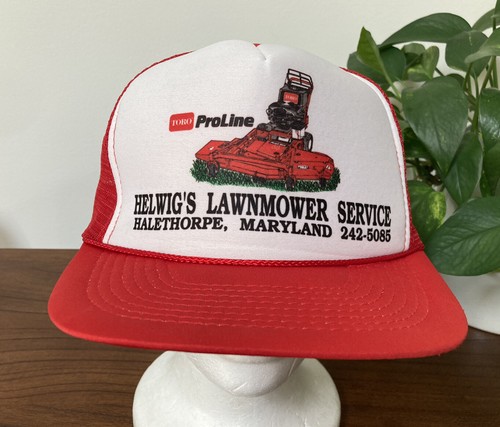 TORO ProLine
HELWIG'S LAWNMOWER SERVICE
HALETHORPE, MARYLAND 242-5085